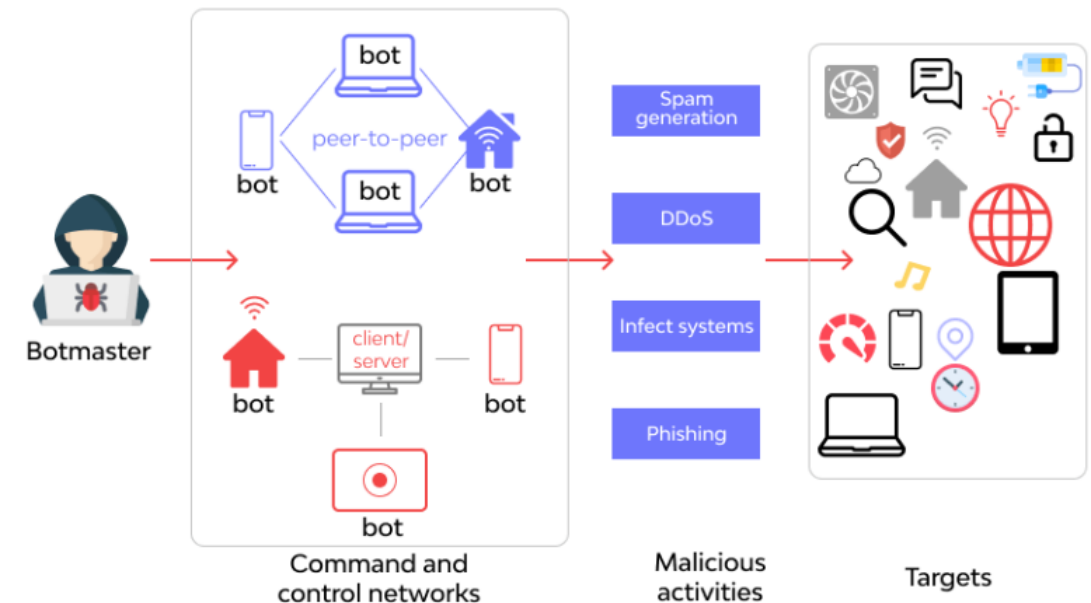 Botmaster
bot
peer-to-peer
bot
bot
bot
client/
server
bot
bot
bot
Command and
control networks
Spam
generation
DDoS
Infect systems
Phishing
Malicious
activities
Targets